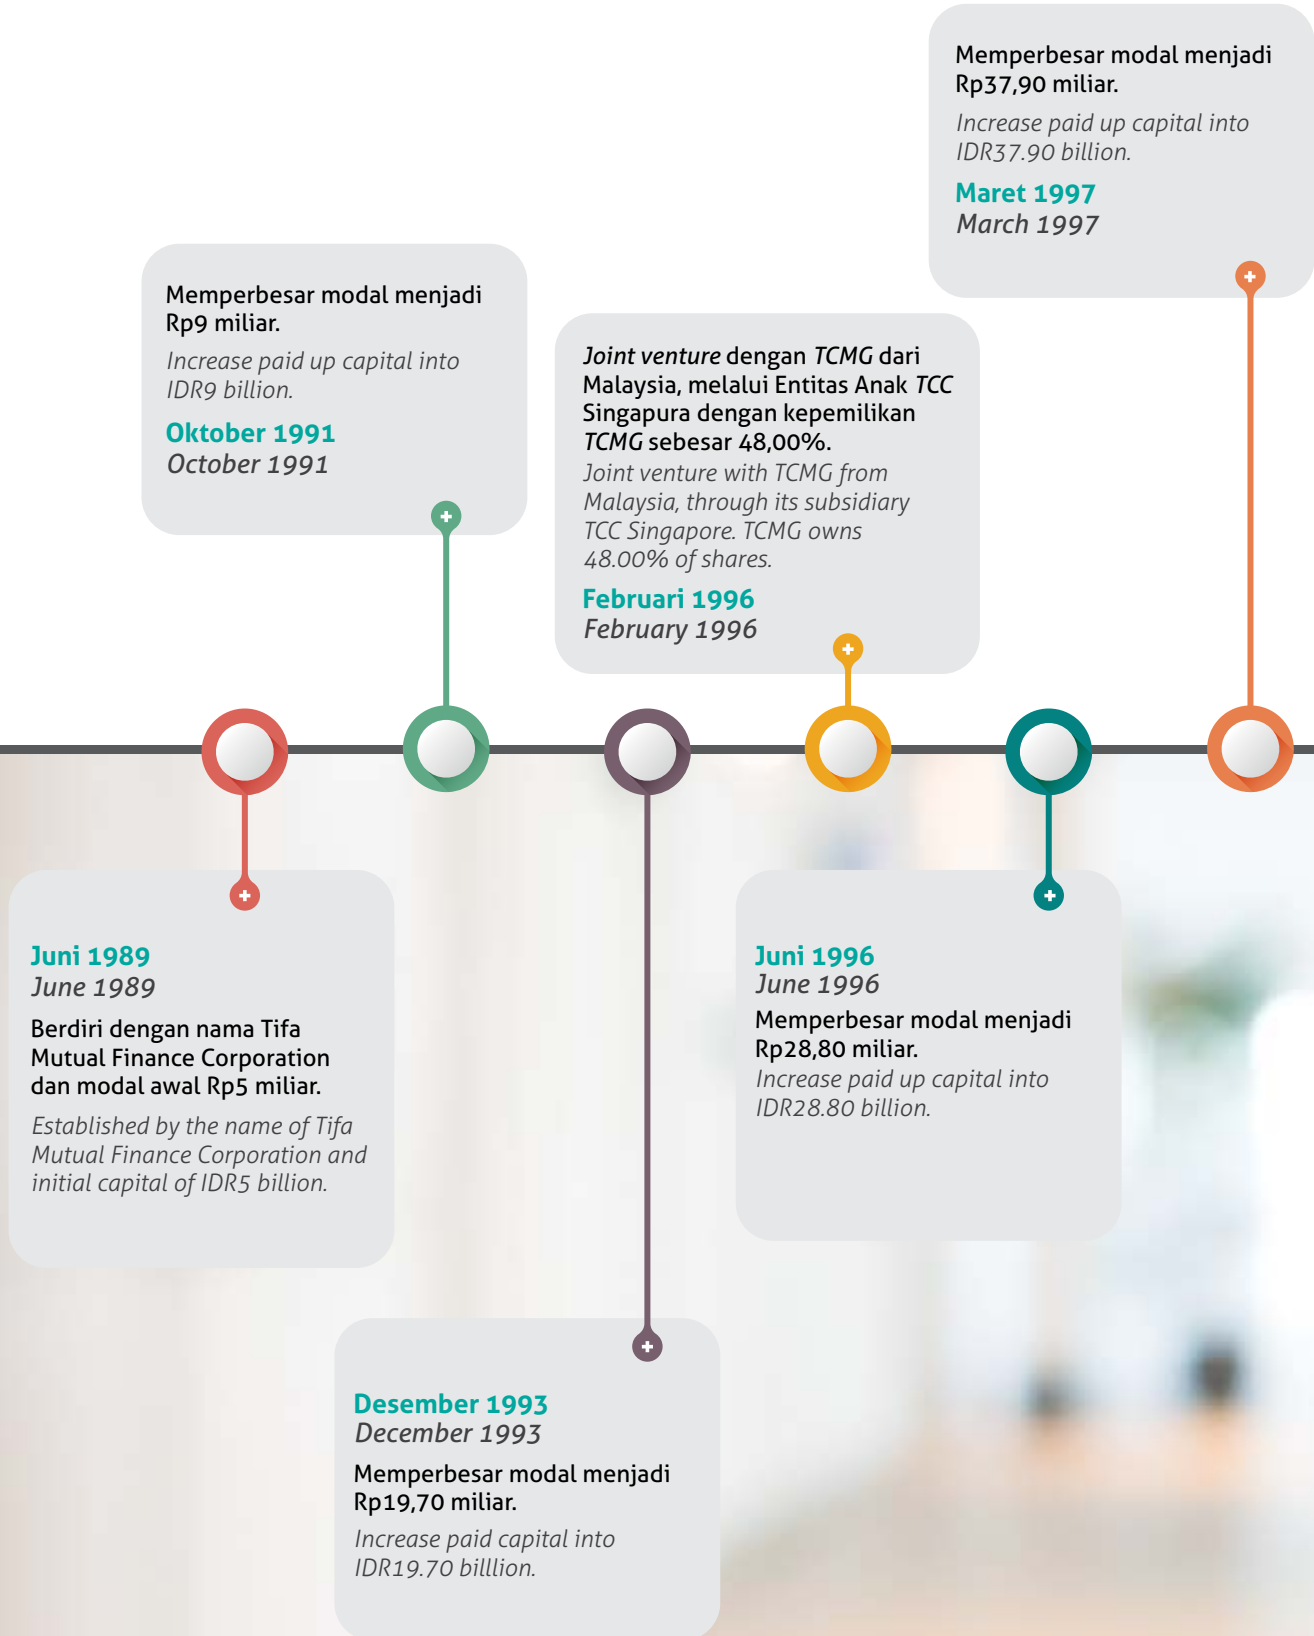 Memperbesar modal menjadi
Rp37,90 miliar.
Increase paid up capital into
IDR37.90 billion.
Maret 1997
March 1997
Memperbesar modal menjadi
Rp9 miliar.
Increase paid up capital into
IDR9 billion.
Oktober 1991
October 1991
Joint venture dengan TCMG dari
Malaysia, melalui Entitas Anak TCC
Singapura dengan kepemilikan
TCMG sebesar 48,00%.
Joint venture with TCMG from
Malaysia, through its subsidiary
TCC Singapore. TCMG owns
48.00% of shares.
Februari 1996
February 1996
Juni 1989
June 1989
Berdiri dengan nama Tifa
Mutual Finance Corporation
dan modal awal Rp5 miliar.
Established by the name of Tifa
Mutual Finance Corporation and
initial capital of IDR5 billion.
Juni 1996
June 1996
Memperbesar modal menjadi
Rp28,80 miliar.
Increase paid up capital into
IDR28.80 billion.
Desember 1993
December 1993
Memperbesar modal menjadi
Rp19,70 miliar.
Increase paid capital into
IDR19.70 billlion.